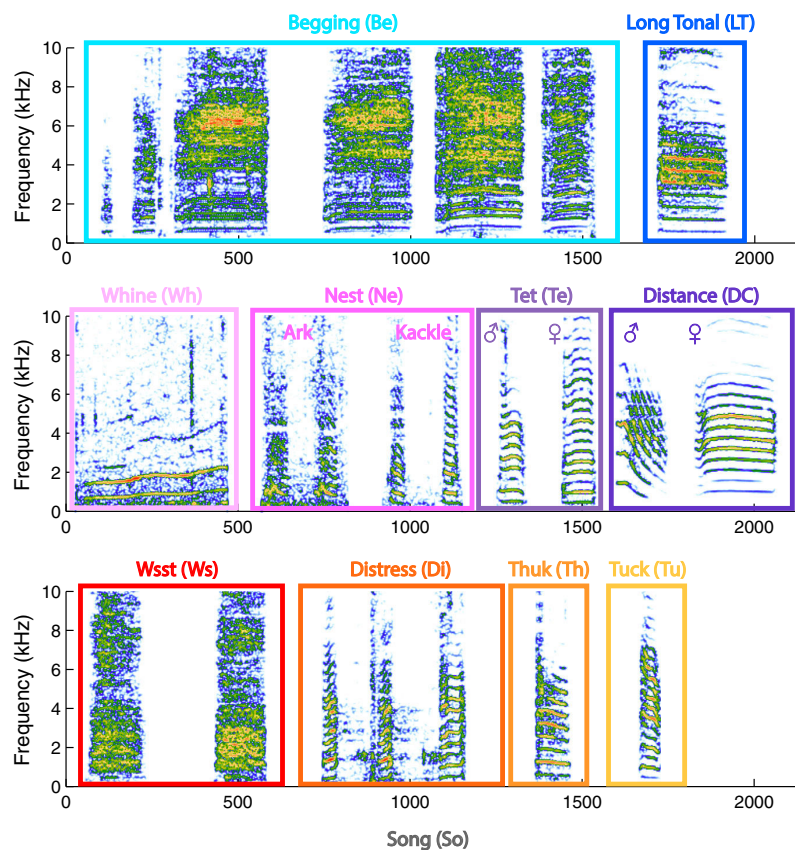 Begging (Be) Long Tonal (LT)
Frequency (kHz)
10
8
6
4
2
0
0 500 1000 1500 2000
Whine (Wh) Nest (Ne) Tet (Te) Distance (DC)
Frequency (kHz)
10
8
6
4
2
0
Ark Kackle ♂ ♀ ♂ ♀
0 500 1000 1500 2000
Wsst (Ws) Distress (Di) Thuk (Th) Tuck (Tu)
Frequency (kHz)
10
8
6
4
2
0
0 500 1000 1500 2000
Song (So)